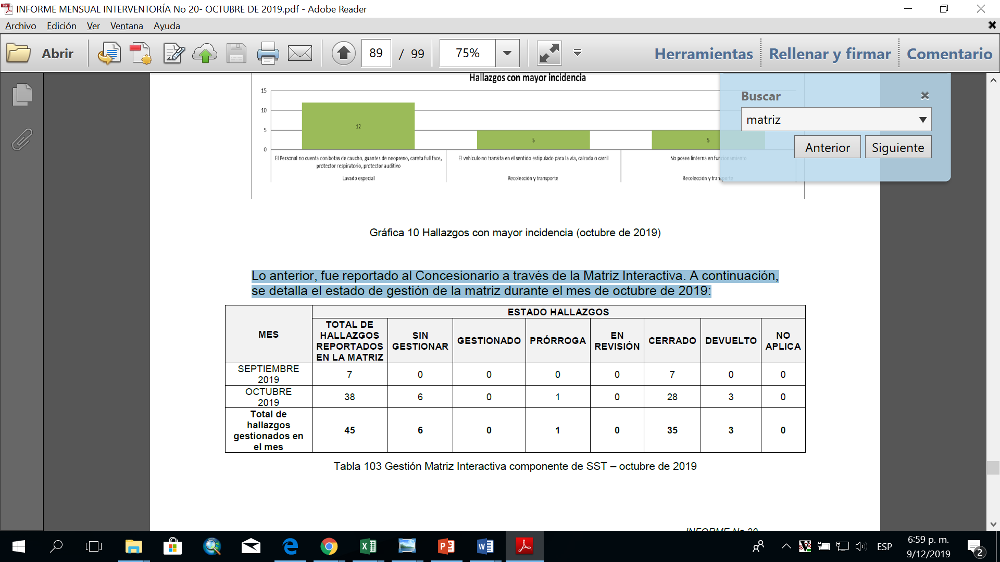 INFORME MENSUAL INTERVENTORÍA No 20- OCTUBRE DE 2019.pdf - Adobe Reader
Archivo Edición Ver Ventana Ayuda
Abrir 89 / 99 75% Herramientas Rellenar y firmar Comentario
Hallazgos con mayor incidencia
15
10
5
0
12
5
5
El Personal no cuenta con botas de caucho, guantes de neopreno, careta full face,
protector respiratorio, protector auditivo
Lavado especial
El vehículo no transita en el sentido estipulado para la vía, calzada o carril
Recolección y transporte
No posee linterna en funcionamiento
Recolección y transporte
Buscar
matriz
Anterior Siguiente
Gráfica 10 Hallazgos con mayor incidencia (octubre de 2019)
Lo anterior, fue reportado al Concesionario a través de la Matriz Interactiva. A continuación,
se detalla el estado de gestión de la matriz durante el mes de octubre de 2019:
MES
ESTADO HALLAZGOS
TOTAL DE
HALLAZGOS
REPORTADOS
EN LA MATRIZ
SIN
GESTIONAR
GESTIONADO
PRÓRROGA
EN
REVISIÓN
CERRADO
DEVUELTO
NO
APLICA
SEPTIEMBRE
2019
7 0 0 0 0 7 0 0
OCTUBRE
2019
38 6 0 1 0 28 3 0
Total de
hallazgos
gestionados en
el mes
45 6 0 1 0 35 3 0
Tabla 103 Gestión Matriz Interactiva componente de SST – octubre de 2019
INFORME No 20
ESP
6:59 p. m.
9/12/2019
2